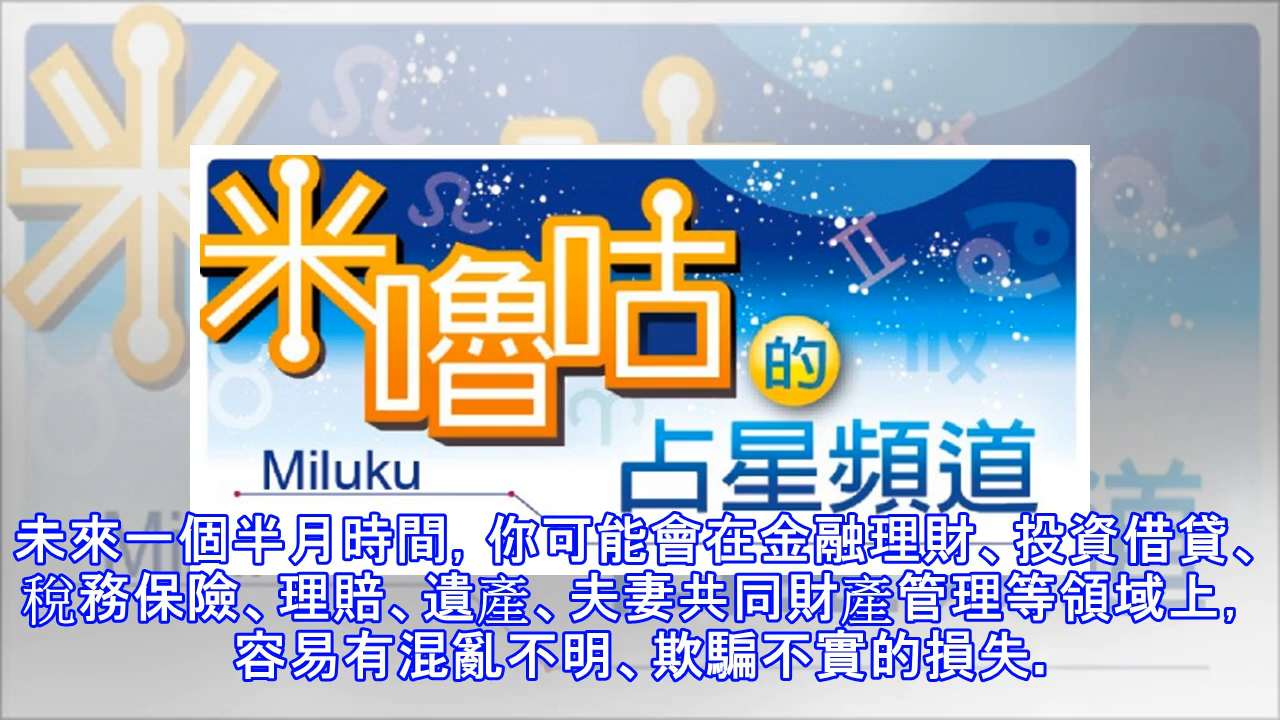 米嚕咕
的
占星頻道
Miluku
未來一個半月時間, 你可能會在金融理財、投資借貸、
稅務保險、理賠、遺產、夫妻共同財產管理等領域上,
容易有混亂不明、欺騙不實的損失.